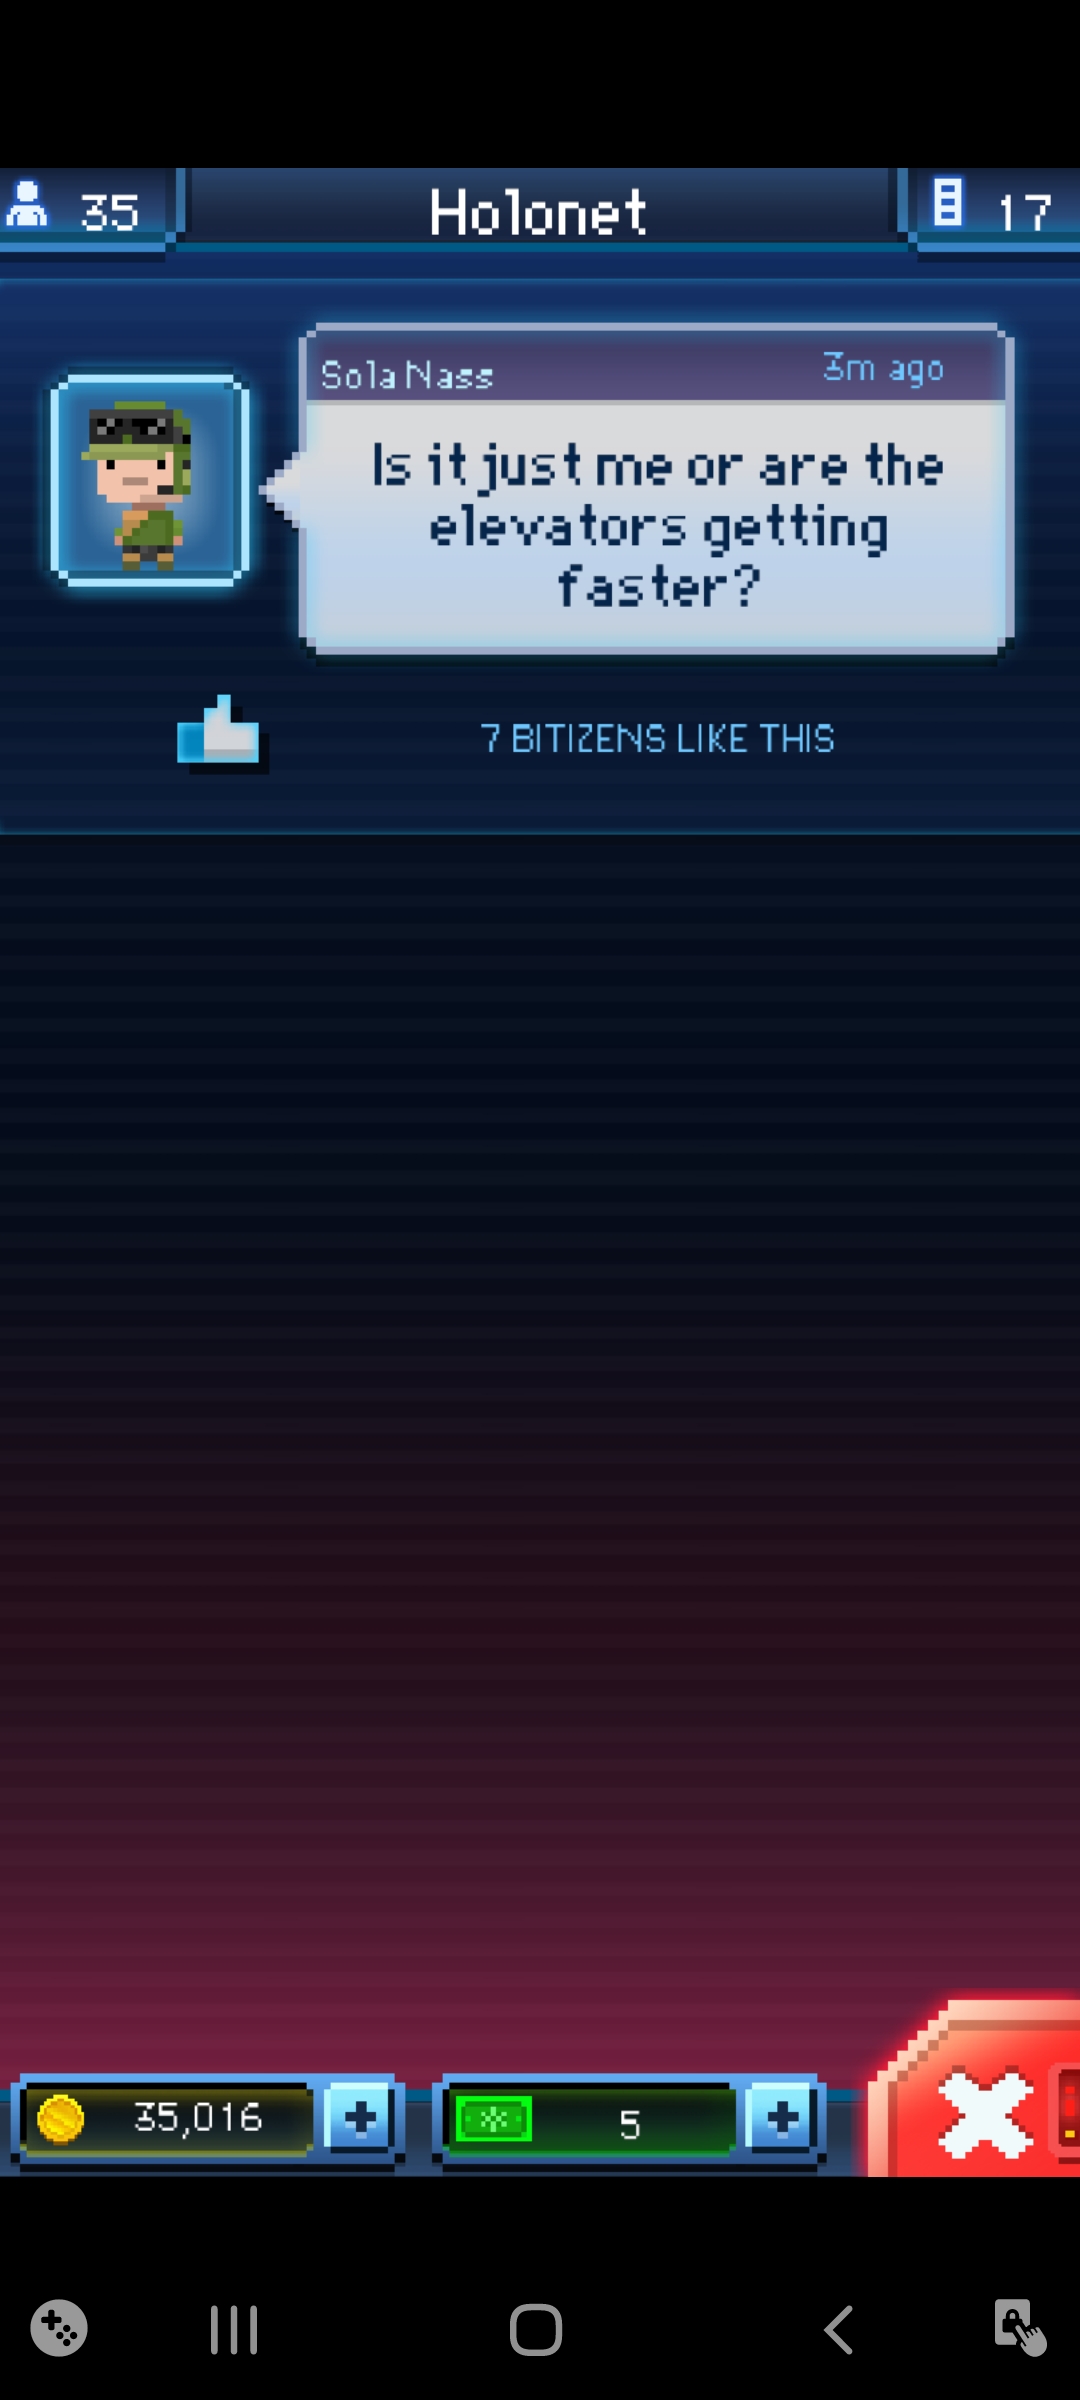 35 Holonet 17
Sola Nass 3m ago
Is it just me or are the
elevators getting
faster?
7 BITIZENS LIKE THIS
35,016 5